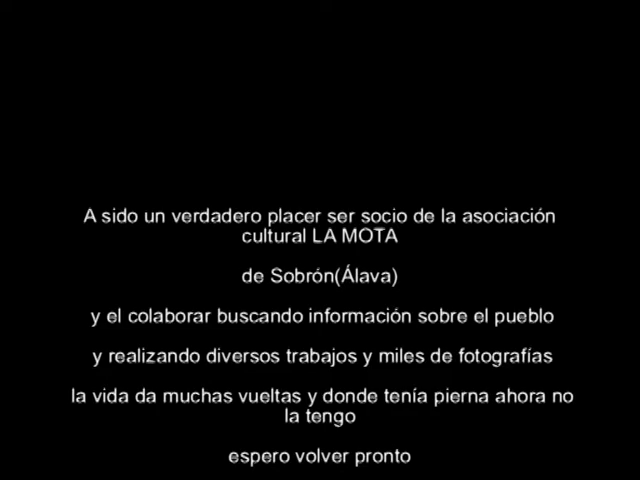 A sido un verdadero placer ser socio de la asociación
cultural LA MOTA
de Sobrón(Álava)
y el colaborar buscando información sobre el pueblo
y realizando diversos trabajos y miles de fotografías
la vida da muchas vueltas y donde tenía pierna ahora no
la tengo
espero volver pronto